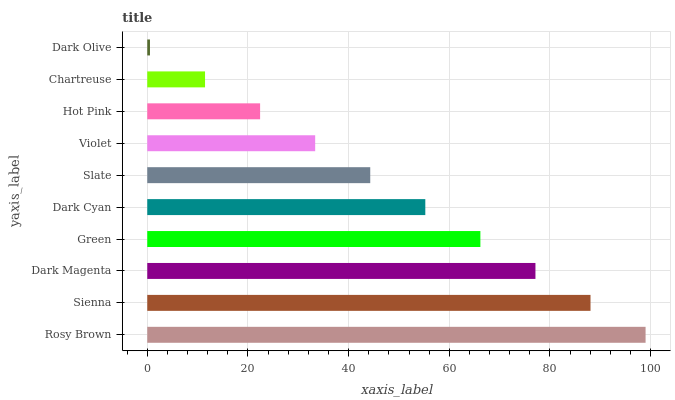 title
Dark Olive
Chartreuse
Hot Pink
Violet
Slate
Dark Cyan
Green
Dark Magenta
Sienna
Rosy Brown
yaxis_label
0 20 40 60 80 100
xaxis_label